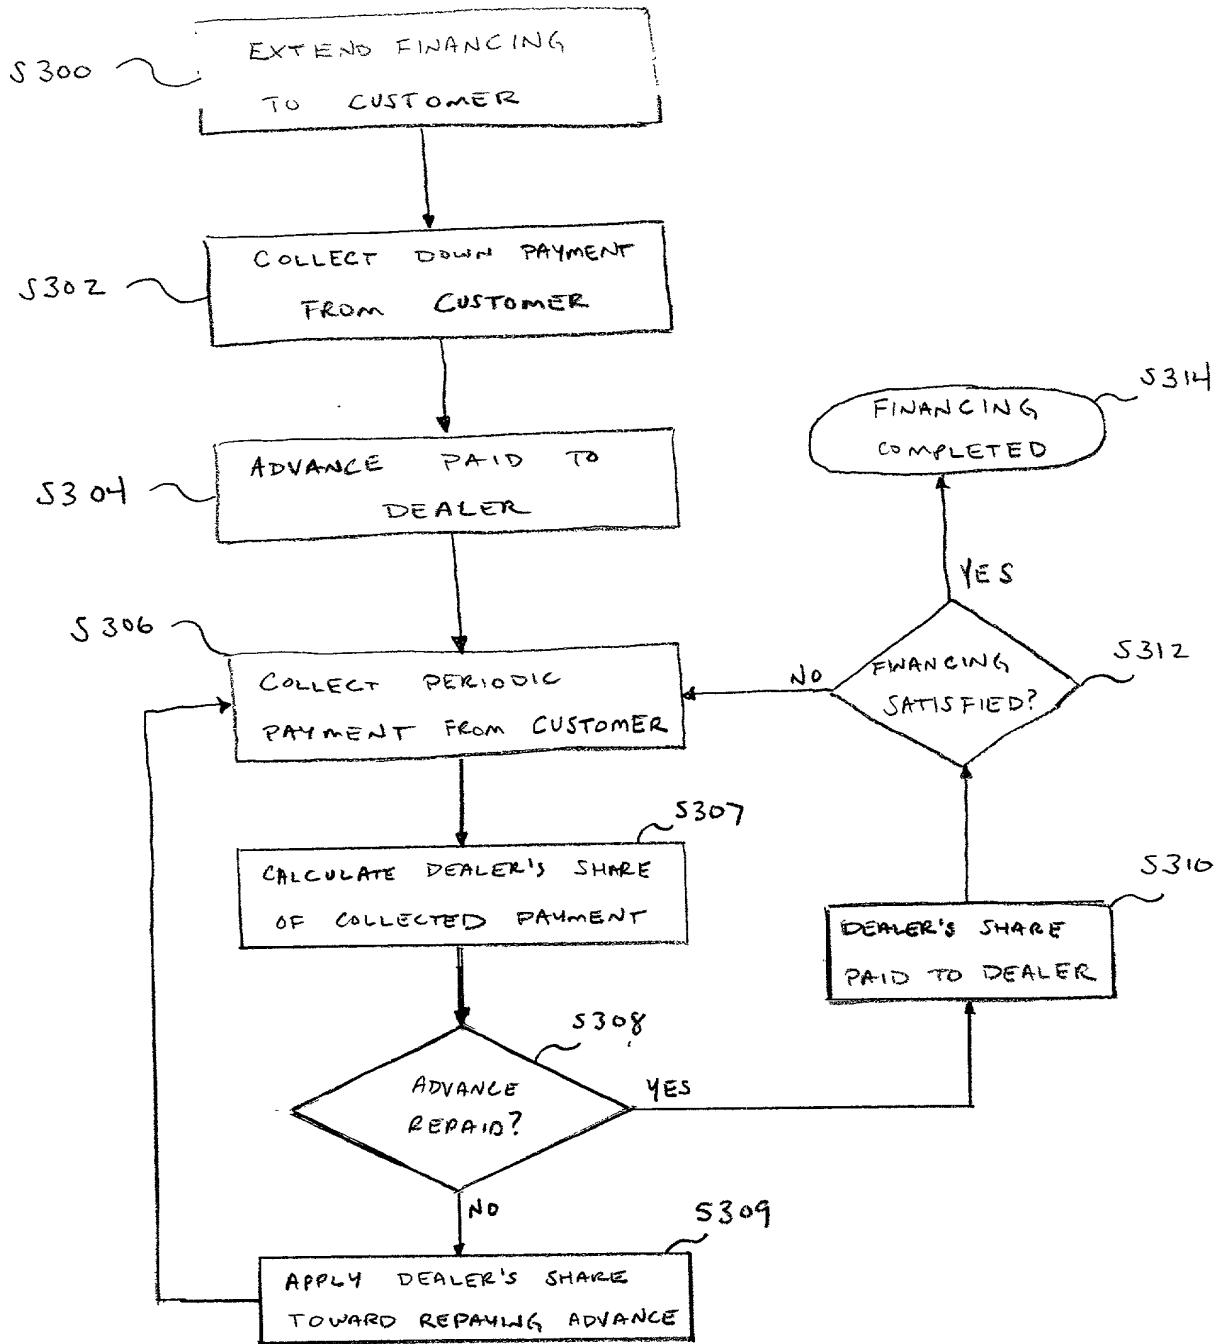 S300
EXTEND FINANCING
TO CUSTOMER
S302
COLLECT DOWN PAYMENT
FROM CUSTOMER
S304
ADVANCE PAID TO
DEALER
S306
COLLECT PERIODIC
PAYMENT FROM CUSTOMER
S307
CALCULATE DEALER'S SHARE
OF COLLECTED PAYMENT
S308
ADVANCE
REPAID?
YES
NO
S309
APPLY DEALER'S SHARE
TOWARD REPAYING ADVANCE
S310
DEALER'S SHARE
PAID TO DEALER
S312
FINANCING
SATISFIED?
NO
YES
S314
FINANCING
COMPLETED